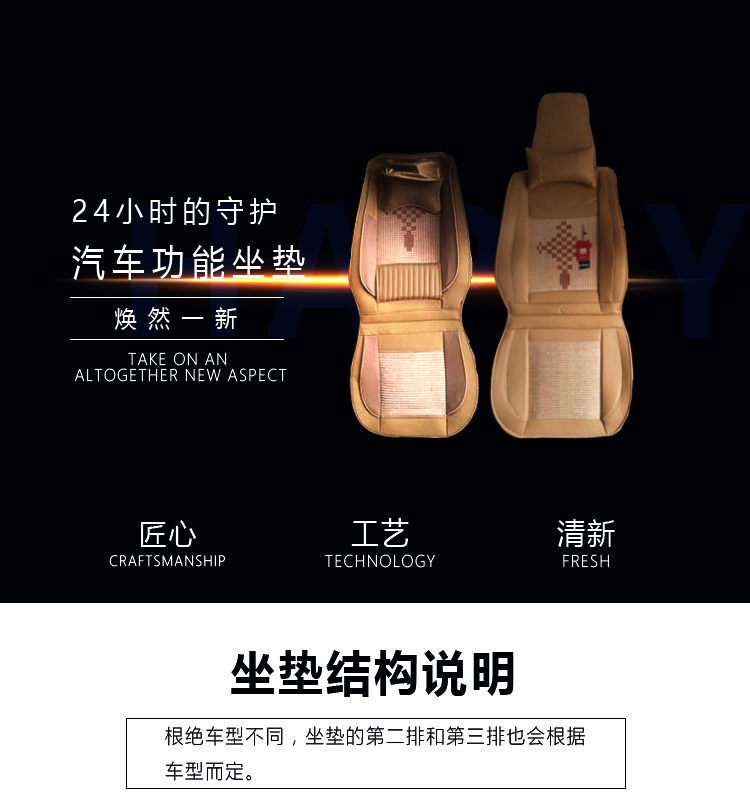 24小时的守护
汽车功能坐垫
焕然一新
TAKE ON AN
ALTOGETHER NEW ASPECT
匠心
CRAFTSMANSHIP
工艺
TECHNOLOGY
清新
FRESH
坐垫结构说明
根绝车型不同，坐垫的第二排和第三排也会根据
车型而定。